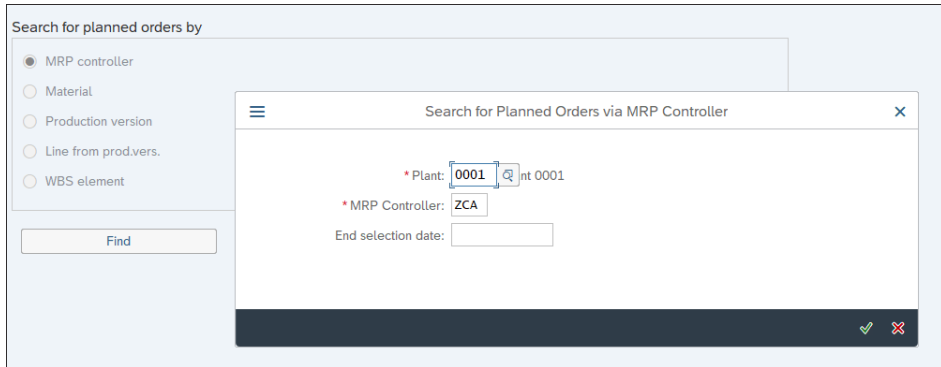 Search for planned orders by
MRP controller
Material
Production version
Line from prod.vers.
WBS element
Find
Search for Planned Orders via MRP Controller
* Plant: 0001 nt 0001
* MRP Controller: ZCA
End selection date: